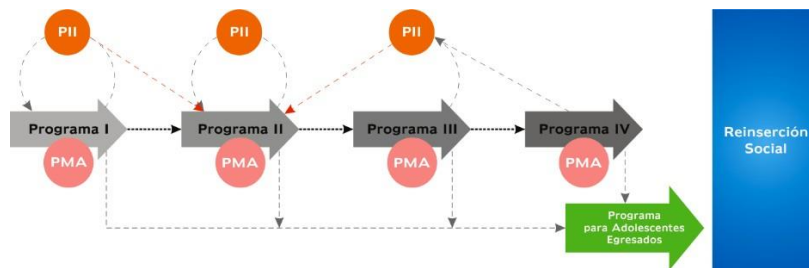 PII
PII
PII
Programa I
Programa II
Programa III
Programa IV
PMA
PMA
PMA
PMA
Reinserción
Social
Programa
para Adolescentes
Egresados